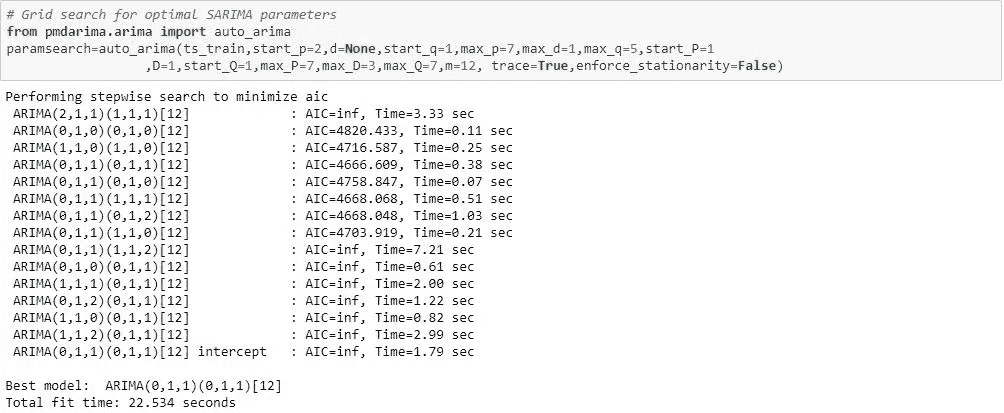 # Grid search for optimal SARIMA parameters
from pmdarima.arima import auto_arima
paramsearch=auto_arima(ts_train,start_p=2,d=None,start_q=1,max_p=7,max_d=1,max_q=5,start_P=1
,D=1,start_Q=1,max_P=7,max_D=3,max_Q=7,m=12, trace=True,enforce_stationarity=False)
Performing stepwise search to minimize aic
ARIMA(2,1,1)(1,1,1)[12] : AIC=inf, Time=3.33 sec
ARIMA(0,1,0)(0,1,0)[12] : AIC=4820.433, Time=0.11 sec
ARIMA(1,1,0)(1,1,0)[12] : AIC=4716.587, Time=0.25 sec
ARIMA(0,1,1)(0,1,1)[12] : AIC=4666.609, Time=0.38 sec
ARIMA(0,1,1)(0,1,0)[12] : AIC=4758.847, Time=0.07 sec
ARIMA(0,1,1)(1,1,1)[12] : AIC=4668.068, Time=0.51 sec
ARIMA(0,1,1)(0,1,2)[12] : AIC=4668.048, Time=1.03 sec
ARIMA(0,1,1)(1,1,0)[12] : AIC=4703.919, Time=0.21 sec
ARIMA(0,1,1)(1,1,2)[12] : AIC=inf, Time=7.21 sec
ARIMA(0,1,0)(0,1,1)[12] : AIC=inf, Time=0.61 sec
ARIMA(1,1,1)(0,1,1)[12] : AIC=inf, Time=2.00 sec
ARIMA(0,1,2)(0,1,1)[12] : AIC=inf, Time=1.22 sec
ARIMA(1,1,0)(0,1,1)[12] : AIC=inf, Time=0.82 sec
ARIMA(1,1,2)(0,1,1)[12] : AIC=inf, Time=2.99 sec
ARIMA(0,1,1)(0,1,1)[12] intercept : AIC=inf, Time=1.79 sec
Best model: ARIMA(0,1,1)(0,1,1)[12]
Total fit time: 22.534 seconds